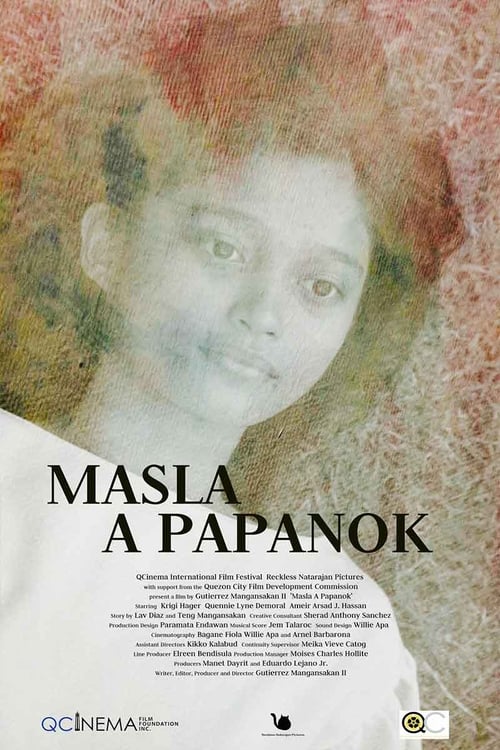 MASLA
A PAPANOK
QCinema International Film Festival Reckless Natarajan Pictures
with support from the Quezon City Film Development Commission
present a film by Gutierrez Mangansakan II 'Masla A Papanok'
Starring Krigi Hager Quennie Lyne Demoral Ameir Arsad J. Hassan
Story by Lav Diaz and Teng Mangansakan Creative Consultant Sherad Anthony Sanchez
Production Design Paramata Endawan Musical Score Jem Talaroc Sound Design Willie Apa
Cinematography Bagane Fiola Willie Apa and Arnel Barbarona
Assistant Directors Kikko Kalabud Continuity Supervisor Meika Vieve Catog
Line Producer Elreen Bendisula Production Manager Moises Charles Hollite
Producers Manet Dayrit and Eduardo Lejano Jr.
Writer, Editor, Producer and Director Gutierrez Mangansakan II
QCINEMA FILM FOUNDATION INC.
Reckless Natarajan Pictures
QC